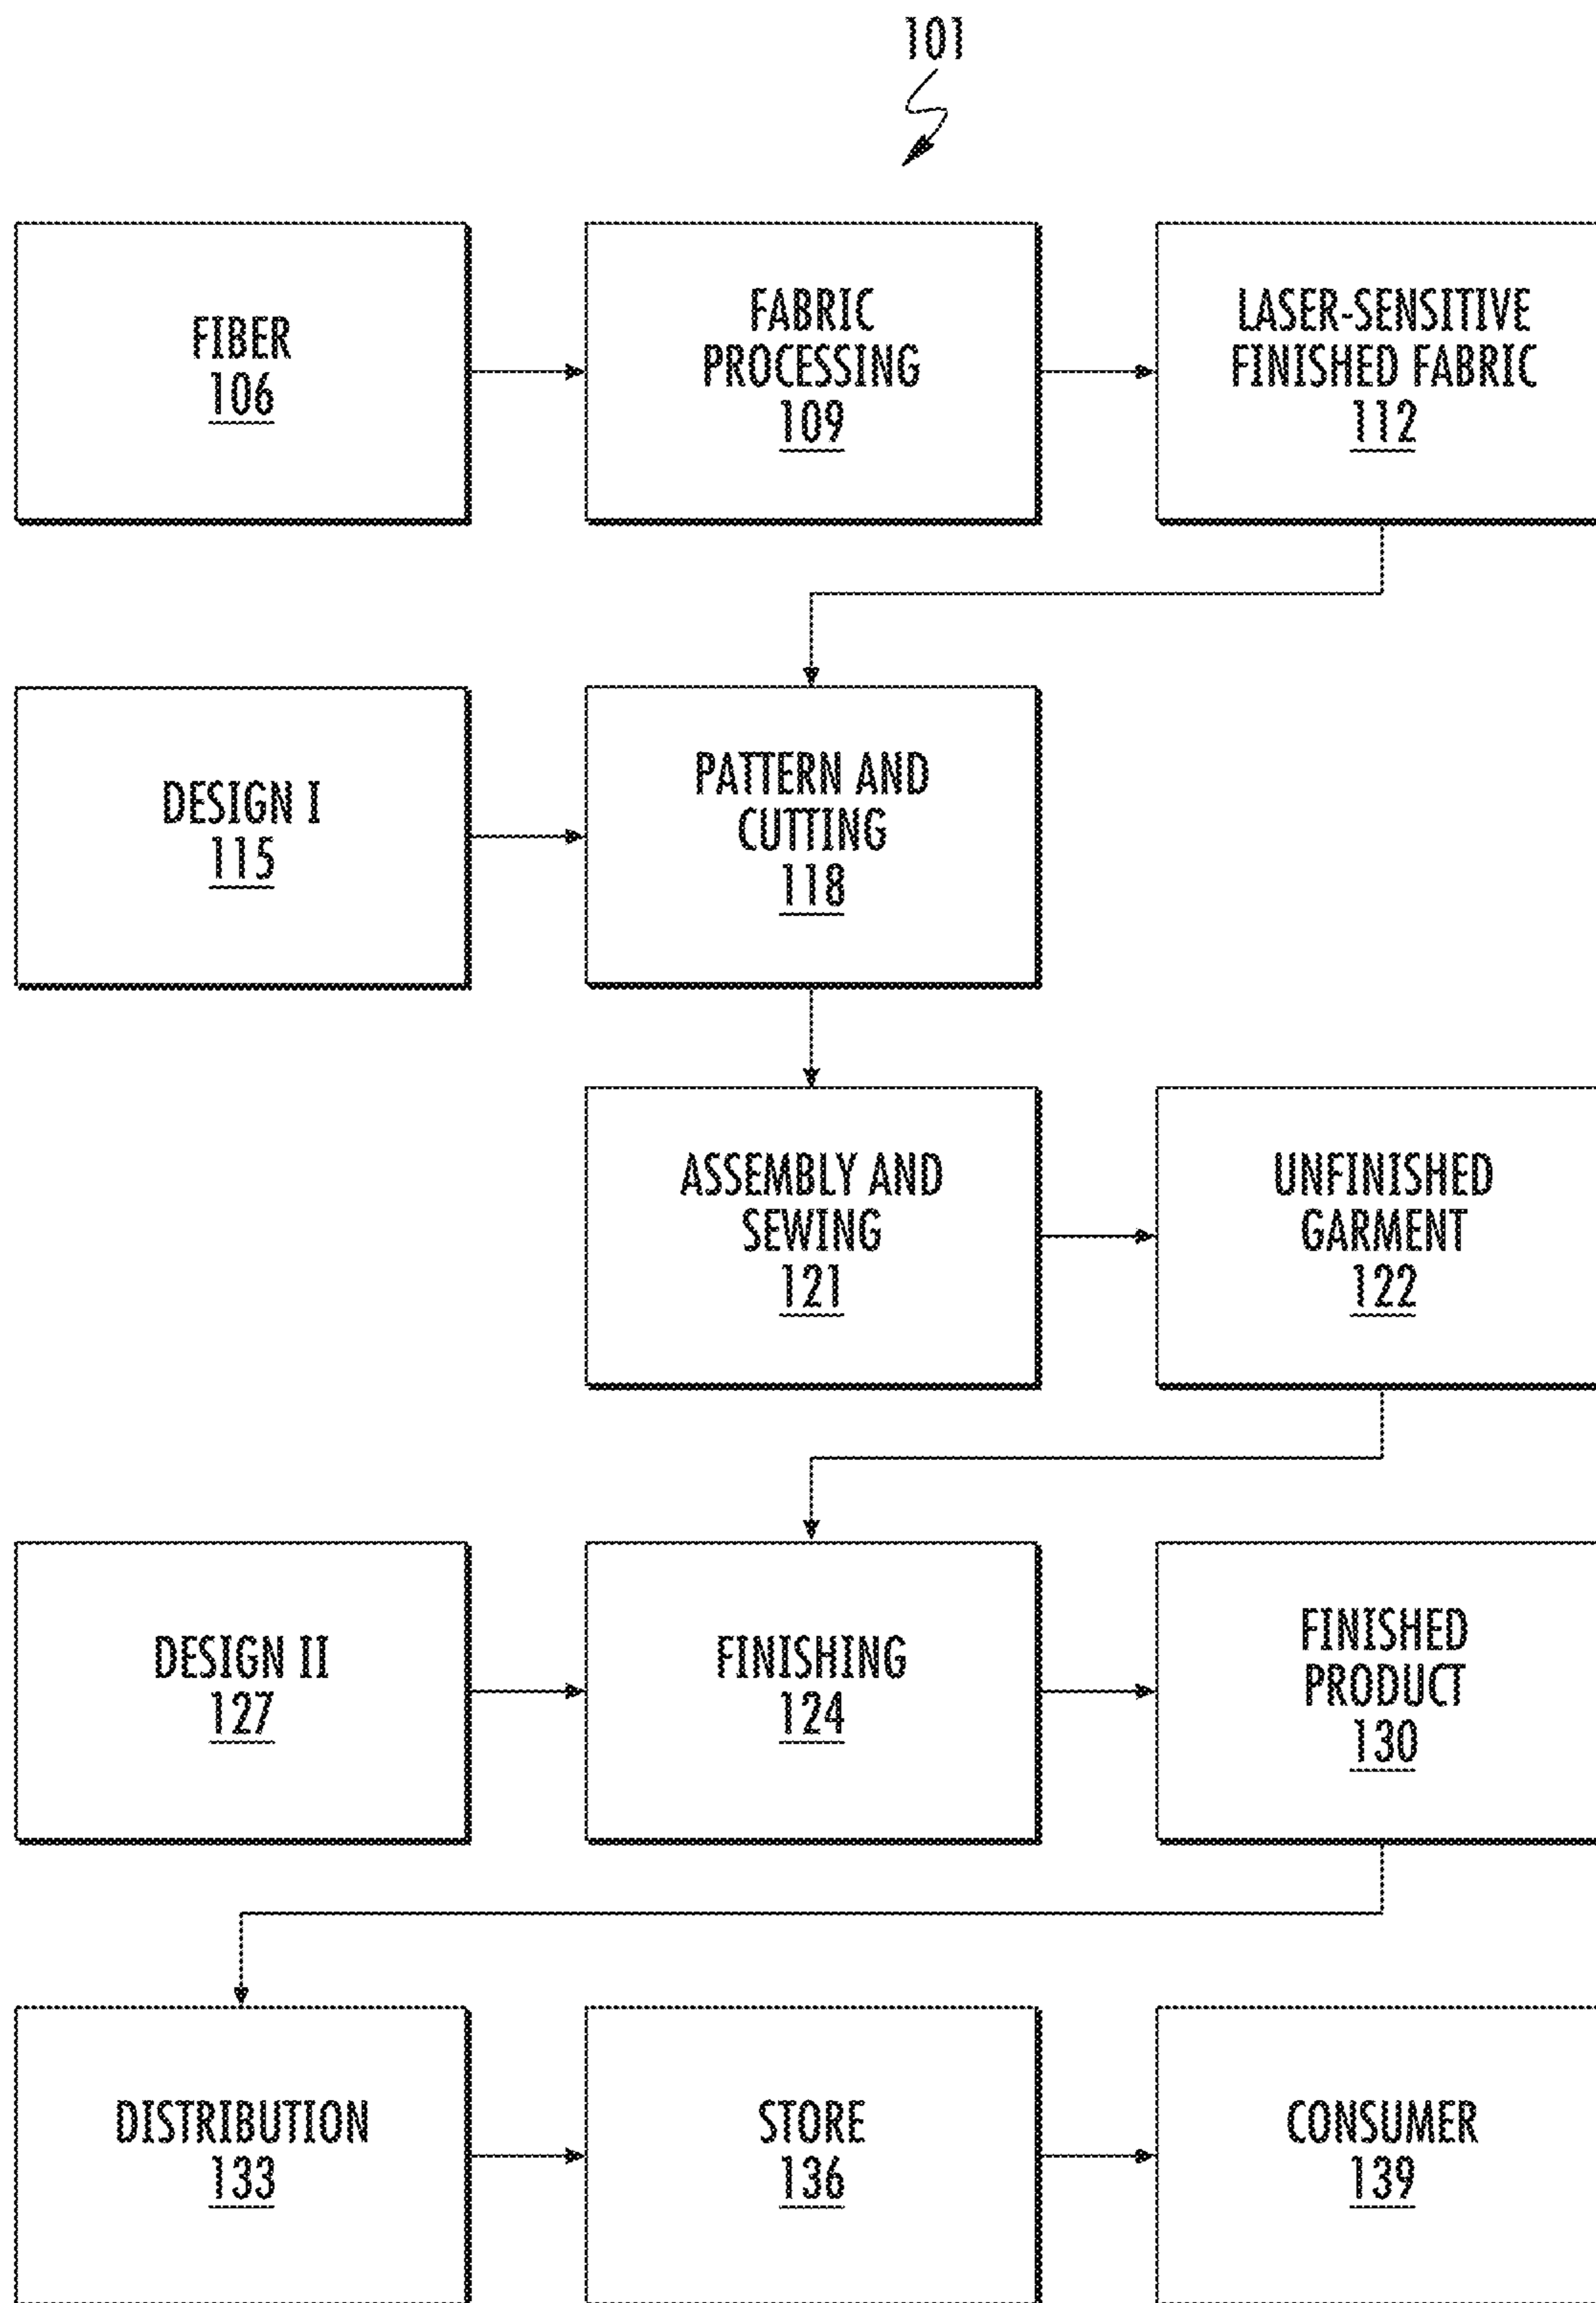 101
FIBER
106
FABRIC
PROCESSING
109
LASER-SENSITIVE
FINISHED FABRIC
112
DESIGN I
115
PATTERN AND
CUTTING
118
ASSEMBLY AND
SEWING
121
UNFINISHED
GARMENT
122
DESIGN II
127
FINISHING
124
FINISHED
PRODUCT
130
DISTRIBUTION
133
STORE
136
CONSUMER
139